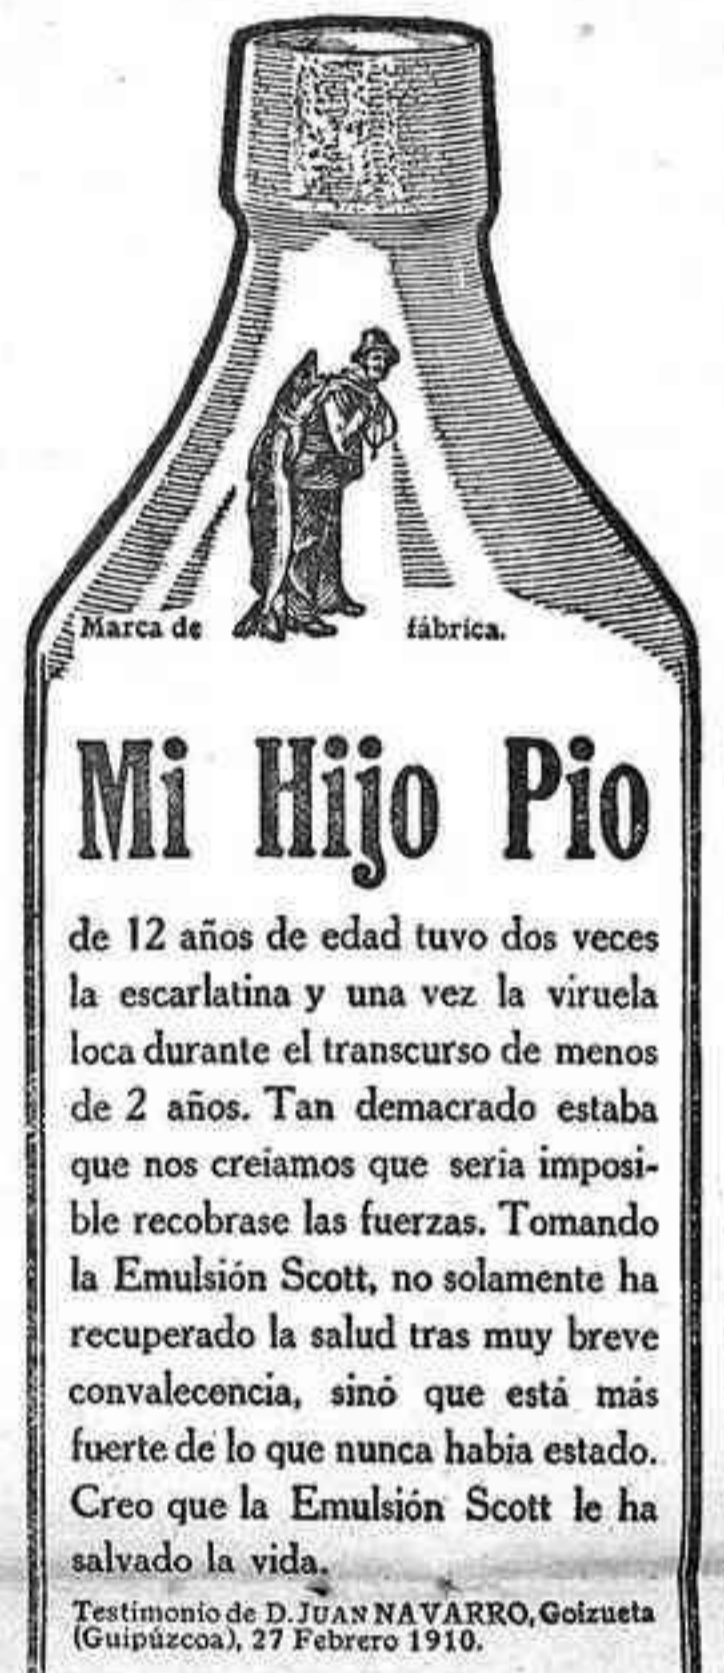 Marca de fábrica.
Mi Hijo Pio
de 12 años de edad tuvo dos veces
la escarlatina y una vez la viruela
loca durante el transcurso de menos
de 2 años. Tan demacrado estaba
que nos creiamos que seria imposi-
ble recobrase las fuerzas. Tomando
la Emulsión Scott, no solamente ha
recuperado la salud tras muy breve
convalecencia, sinó que está más
fuerte de lo que nunca habia estado.
Creo que la Emulsión Scott le ha
salvado la vida.
Testimonio de D. JUAN NAVARRO, Goizueta
(Guipúzcoa), 27 Febrero 1910.